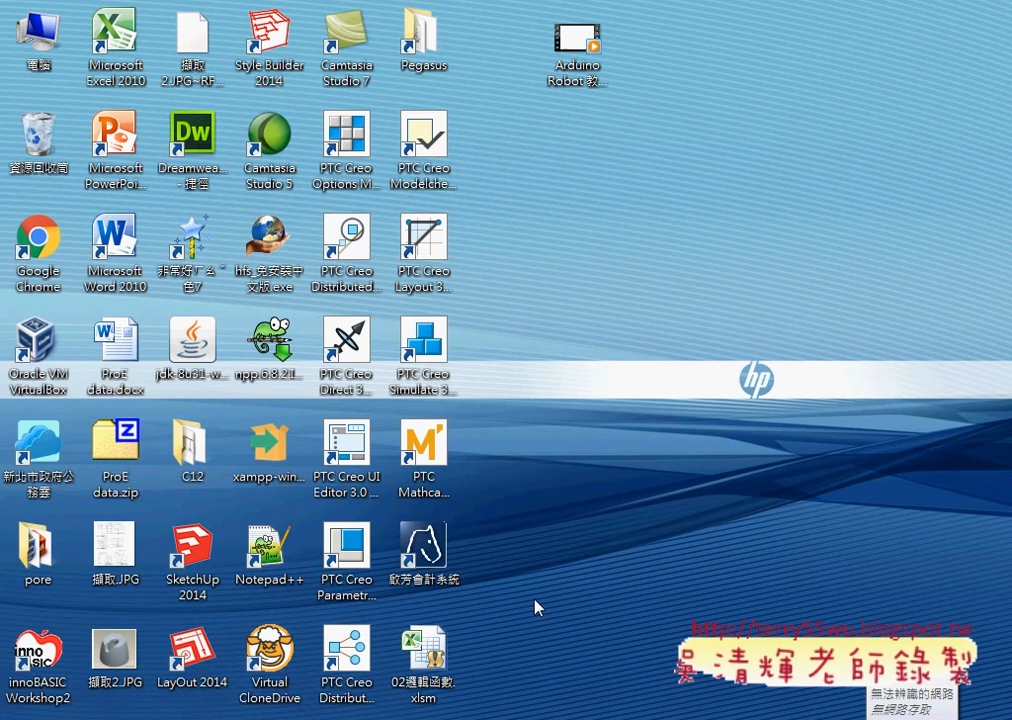 電腦
Microsoft
Excel 2010
擷取
2.JPG~RF...
Style Builder
2014
Camtasia
Studio 7
Pegasus
Arduino
Robot 教...
資源回收筒
Microsoft
PowerPoi...
Dreamwea...
- 捷徑
Camtasia
Studio 5
PTC Creo
Options M...
PTC Creo
Modelche...
Google
Chrome
Microsoft
Word 2010
非常好ㄏㄠˇ
色7
hfs_免安裝中
文版.exe
PTC Creo
Distributed...
PTC Creo
Layout 3...
Oracle VM
VirtualBox
ProE
data.docx
jdk-8u31-w...
npp.6.8.21...
PTC Creo
Direct 3...
PTC Creo
Simulate 3...
hp
新北市政府公
務雲
ProE
data.zip
C12
xampp-win...
PTC Creo UI
Editor 3.0 ...
PTC
Mathca...
pore
擷取.JPG
SketchUp
2014
Notepad++
PTC Creo
Parametr...
啟芳會計系統
innoBASIC
Workshop2
擷取2.JPG
LayOut 2014
Virtual
CloneDrive
PTC Creo
Distribut...
02邏輯函數.
xlsm
http://terry55wu.blogspot.tw
吳清輝老師錄製
無法辨識的網路
無網路存取